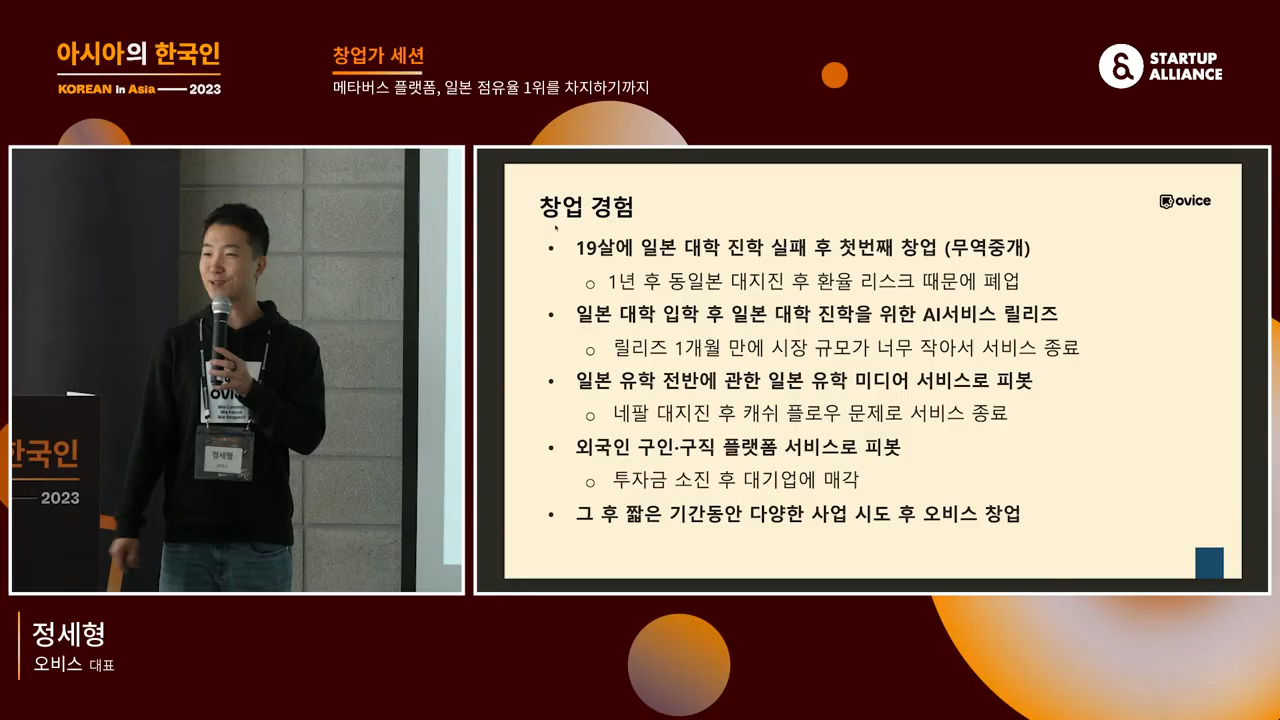 아시아의 한국인
KOREAN in Asia 2023
창업가 세션
메타버스 플랫폼, 일본 점유율 1위를 차지하기까지
STARTUP
ALLIANCE
한국인
2023
ovice
We Commit
We Focus
We Respect
정세형
창업 경험
ovice
• 19살에 일본 대학 진학 실패 후 첫번째 창업 (무역중개)
○ 1년 후 동일본 대지진 후 환율 리스크 때문에 폐업
• 일본 대학 입학 후 일본 대학 진학을 위한 AI서비스 릴리즈
○ 릴리즈 1개월 만에 시장 규모가 너무 작아서 서비스 종료
• 일본 유학 전반에 관한 일본 유학 미디어 서비스로 피봇
○ 네팔 대지진 후 캐쉬 플로우 문제로 서비스 종료
• 외국인 구인·구직 플랫폼 서비스로 피봇
○ 투자금 소진 후 대기업에 매각
• 그 후 짧은 기간동안 다양한 사업 시도 후 오비스 창업
정세형
오비스 대표